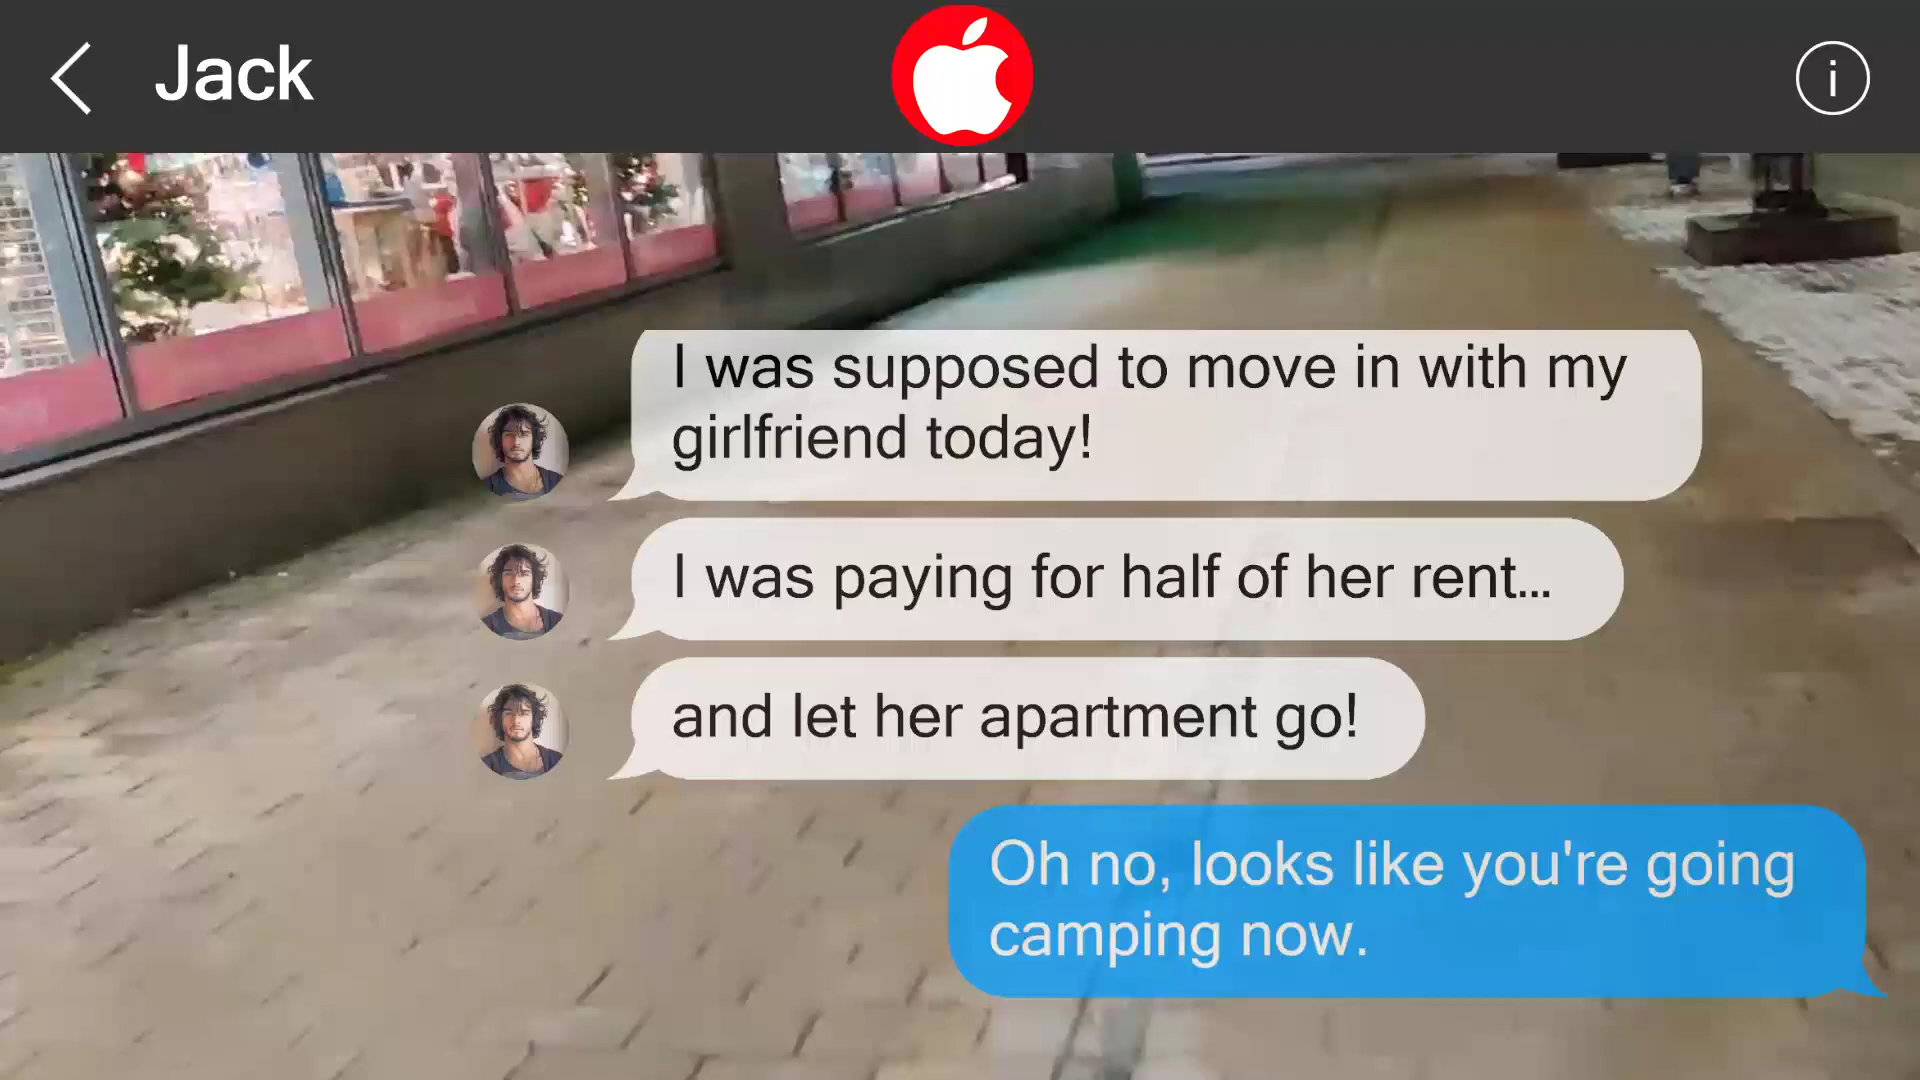 Jack
I was supposed to move in with my
girlfriend today!
I was paying for half of her rent...
and let her apartment go!
Oh no, looks like you're going
camping now.